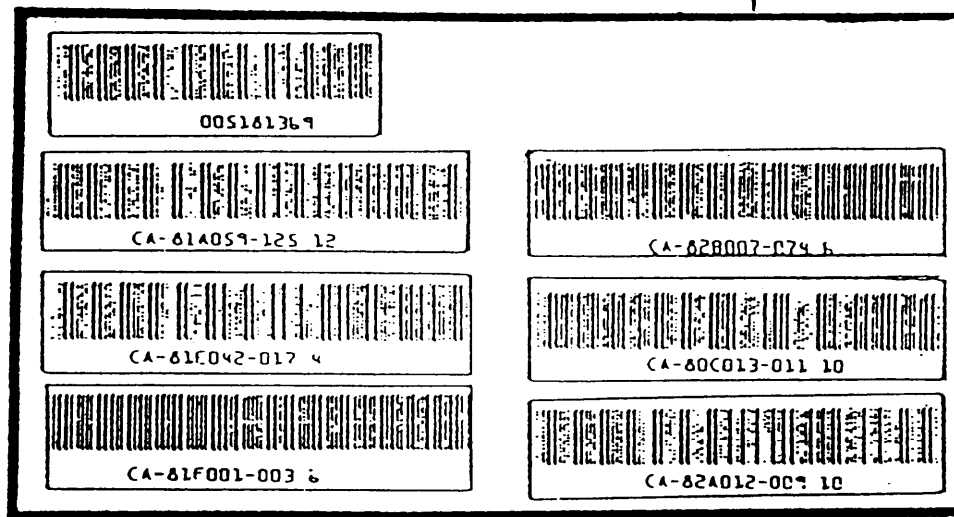 005181369
CA-81A059-125 12
CA-81E042-017 4
CA-81F001-003 6
CA-82B007-074 6
CA-80C013-011 10
CA-82A012-009 10